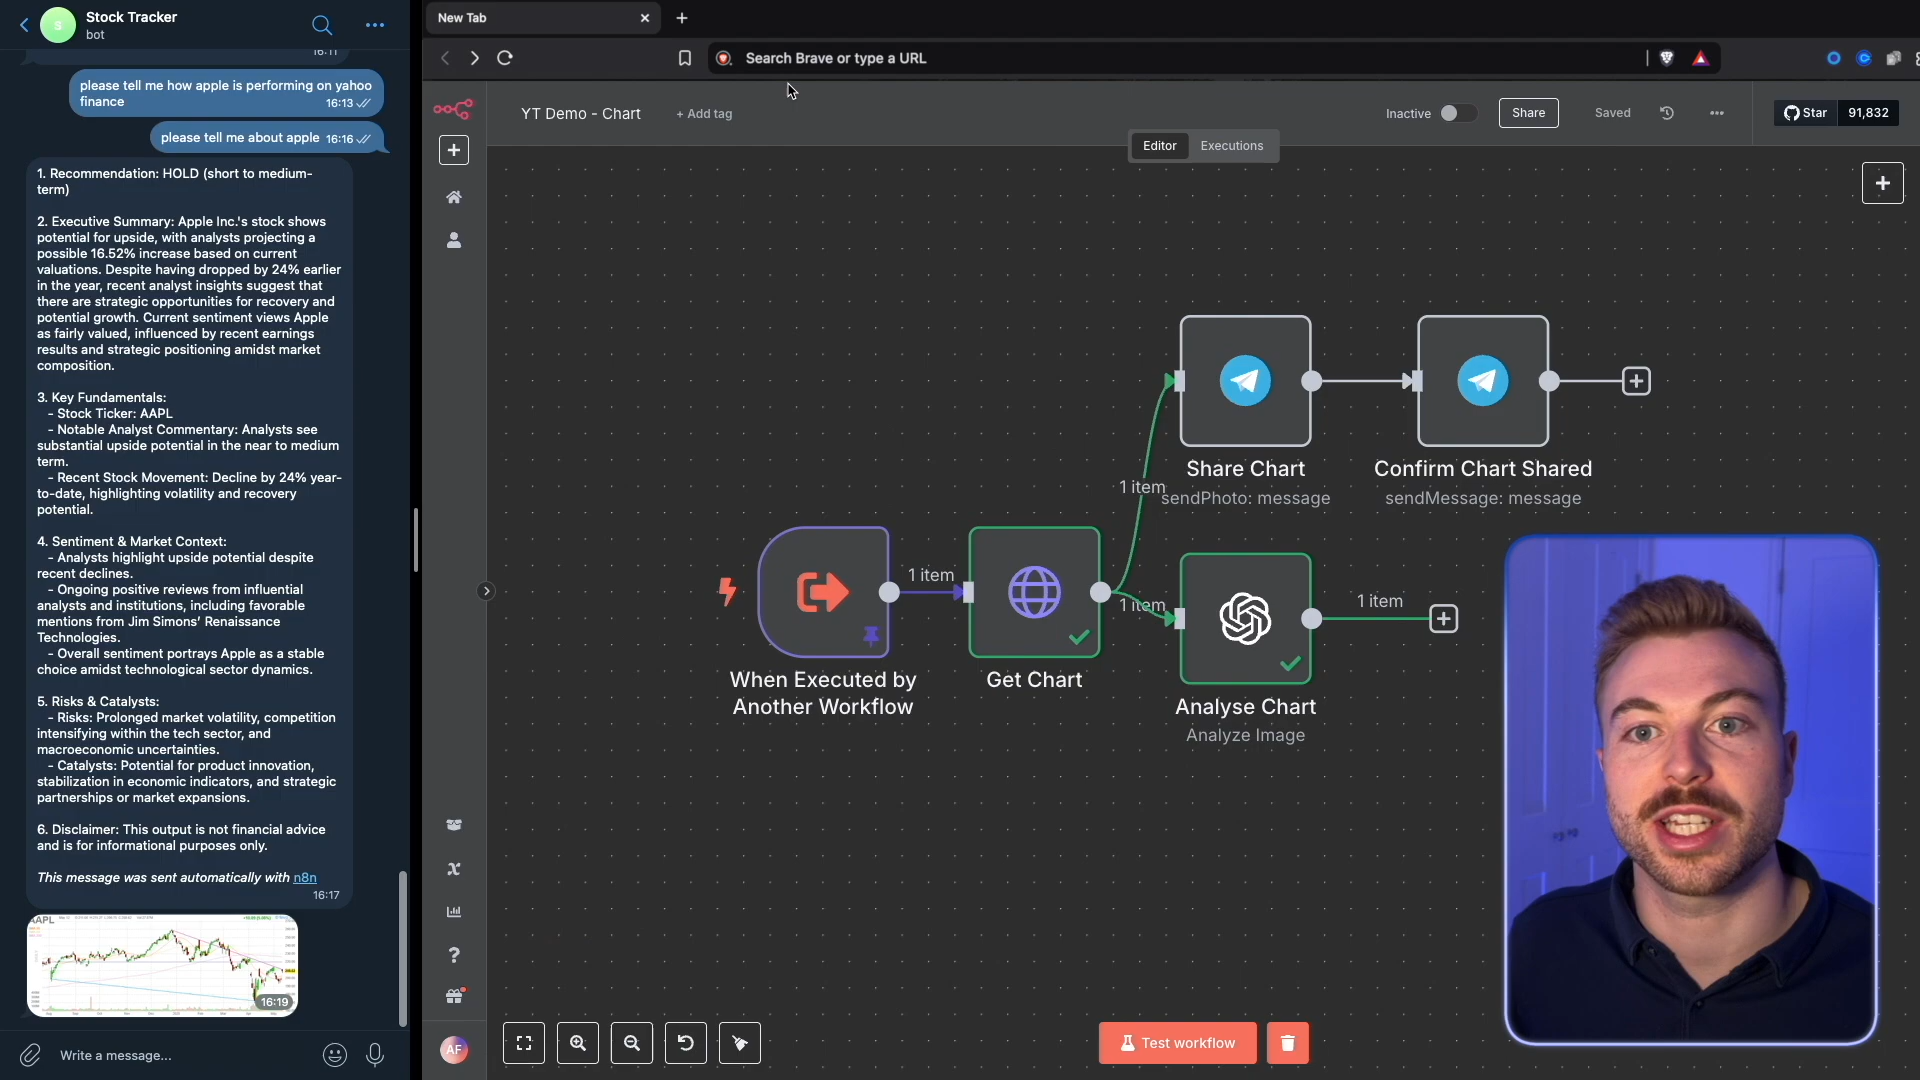 Stock Tracker
bot
16:11
please tell me how apple is performing on yahoo
finance
16:13
please tell me about apple 16:16
1. Recommendation: HOLD (short to medium-
term)
2. Executive Summary: Apple Inc.'s stock shows
potential for upside, with analysts projecting a
possible 16.52% increase based on current
valuations. Despite having dropped by 24% earlier
in the year, recent analyst insights suggest that
there are strategic opportunities for recovery and
potential growth. Current sentiment views Apple
as fairly valued, influenced by recent earnings
results and strategic positioning amidst market
composition.
3. Key Fundamentals:
- Stock Ticker: AAPL
- Notable Analyst Commentary: Analysts see
substantial upside potential in the near to medium
term.
- Recent Stock Movement: Decline by 24% year-
to-date, highlighting volatility and recovery
potential.
4. Sentiment & Market Context:
- Analysts highlight upside potential despite
recent declines.
- Ongoing positive reviews from influential
analysts and institutions, including favorable
mentions from Jim Simons' Renaissance
Technologies.
- Overall sentiment portrays Apple as a stable
choice amidst technological sector dynamics.
5. Risks & Catalysts:
- Risks: Prolonged market volatility, competition
intensifying within the tech sector, and
macroeconomic uncertainties.
- Catalysts: Potential for product innovation,
stabilization in economic indicators, and strategic
partnerships or market expansions.
6. Disclaimer: This output is not financial advice
and is for informational purposes only.
This message was sent automatically with n8n
16:17
AAPL
16:19
Write a message...
New Tab
Search Brave or type a URL
YT Demo - Chart
+ Add tag
Inactive
Share
Saved
Star
91,832
Editor
Executions
Share Chart
sendPhoto: message
Confirm Chart Shared
sendMessage: message
1 item
1 item
1 item
1 item
When Executed by
Another Workflow
Get Chart
Analyse Chart
Analyze Image
AF
Test workflow